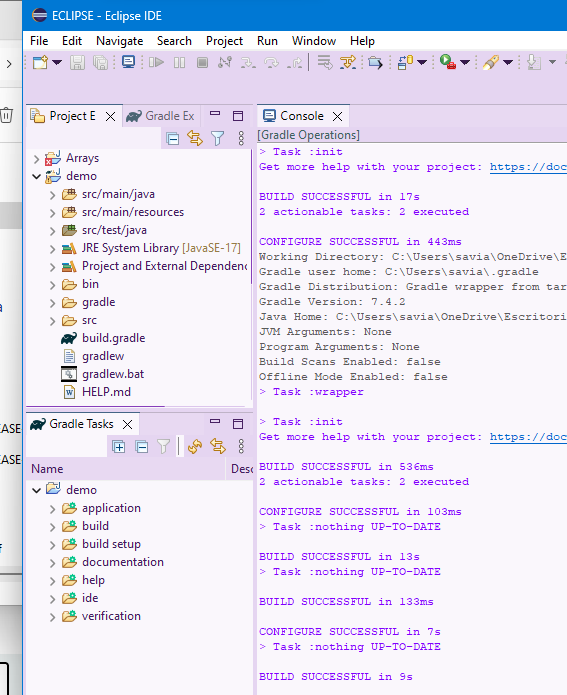 ECLIPSE - Eclipse IDE
File Edit Navigate Search Project Run Window Help
Project E
Gradle Ex
Arrays
demo
src/main/java
src/main/resources
src/test/java
JRE System Library [JavaSE-17]
Project and External Dependenc
bin
gradle
src
build.gradle
gradlew
gradlew.bat
HELP.md
Gradle Tasks
Name Desc
demo
application
build
build setup
documentation
help
ide
verification
Console
[Gradle Operations]
> Task :init
Get more help with your project: https://doc
BUILD SUCCESSFUL in 17s
2 actionable tasks: 2 executed
CONFIGURE SUCCESSFUL in 443ms
Working Directory: C:\Users\savia\OneDrive\E
Gradle user home: C:\Users\savia\.gradle
Gradle Distribution: Gradle wrapper from tar
Gradle Version: 7.4.2
Java Home: C:\Users\savia\OneDrive\Escritori
JVM Arguments: None
Program Arguments: None
Build Scans Enabled: false
Offline Mode Enabled: false
> Task :wrapper
> Task :init
Get more help with your project: https://doc
BUILD SUCCESSFUL in 536ms
2 actionable tasks: 2 executed
CONFIGURE SUCCESSFUL in 103ms
> Task :nothing UP-TO-DATE
BUILD SUCCESSFUL in 13s
> Task :nothing UP-TO-DATE
BUILD SUCCESSFUL in 133ms
CONFIGURE SUCCESSFUL in 7s
> Task :nothing UP-TO-DATE
BUILD SUCCESSFUL in 9s
EASE
EASE